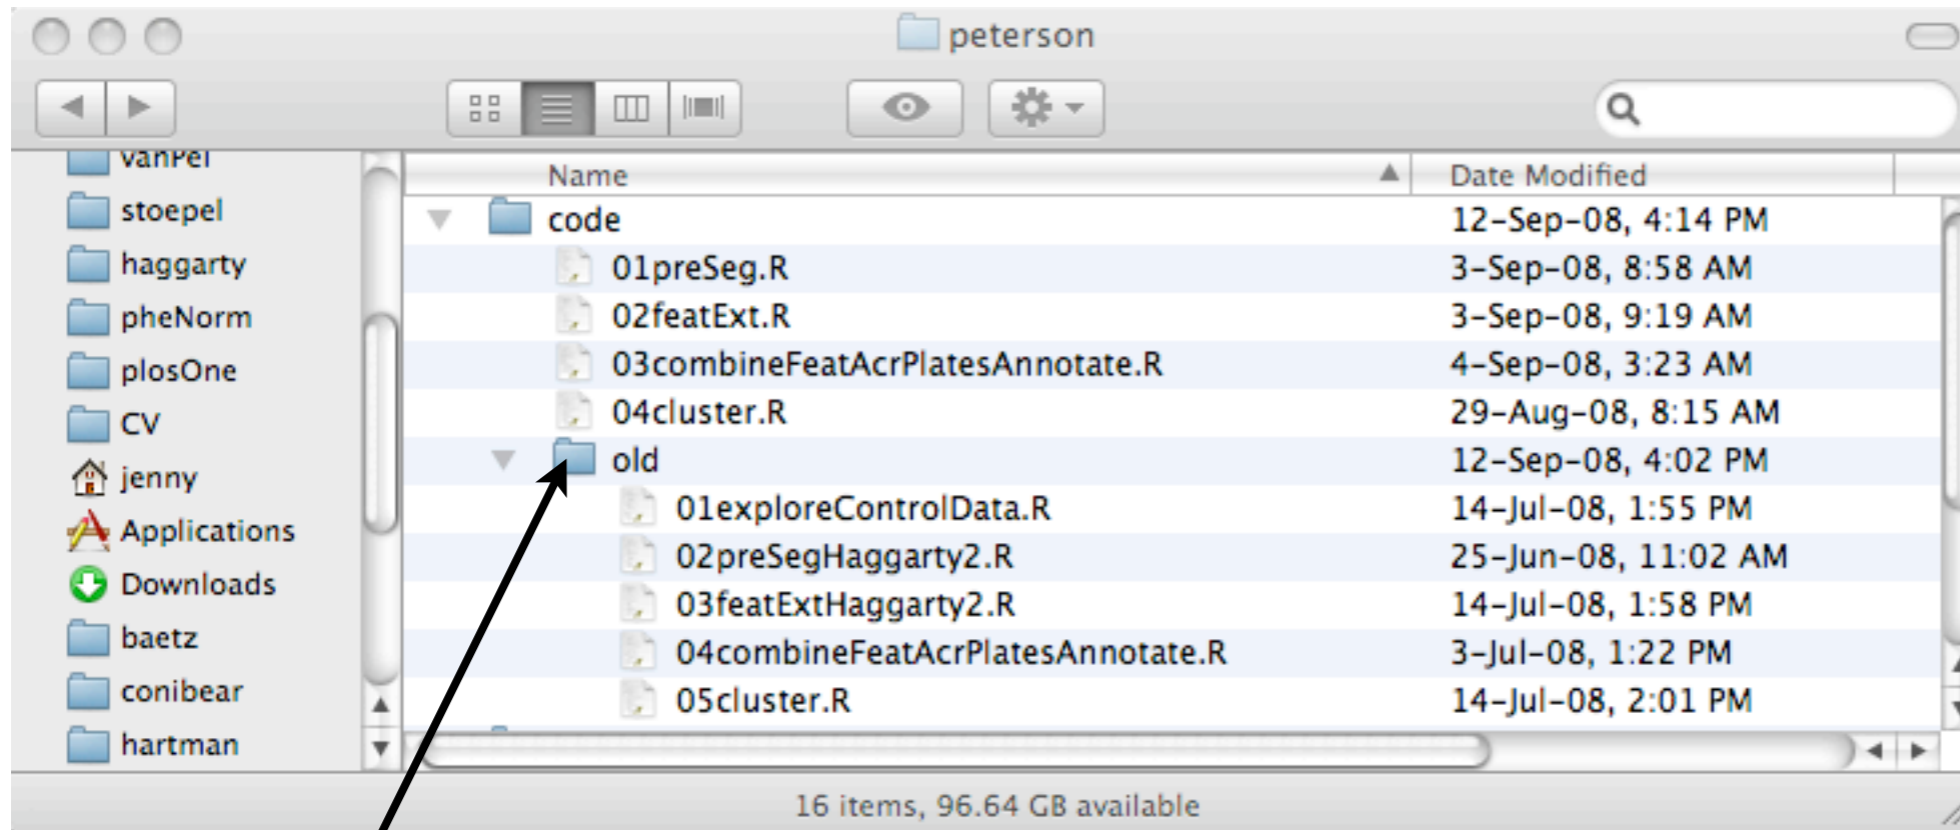 peterson
vanPel
stoepel
haggarty
pheNorm
plosOne
CV
jenny
Applications
Downloads
baetz
conibear
hartman
Name Date Modified
code 12-Sep-08, 4:14 PM
01preSeg.R 3-Sep-08, 8:58 AM
02featExt.R 3-Sep-08, 9:19 AM
03combineFeatAcrPlatesAnnotate.R 4-Sep-08, 3:23 AM
04cluster.R 29-Aug-08, 8:15 AM
old 12-Sep-08, 4:02 PM
01exploreControlData.R 14-Jul-08, 1:55 PM
02preSegHaggarty2.R 25-Jun-08, 11:02 AM
03featExtHaggarty2.R 14-Jul-08, 1:58 PM
04combineFeatAcrPlatesAnnotate.R 3-Jul-08, 1:22 PM
05cluster.R 14-Jul-08, 2:01 PM
16 items, 96.64 GB available